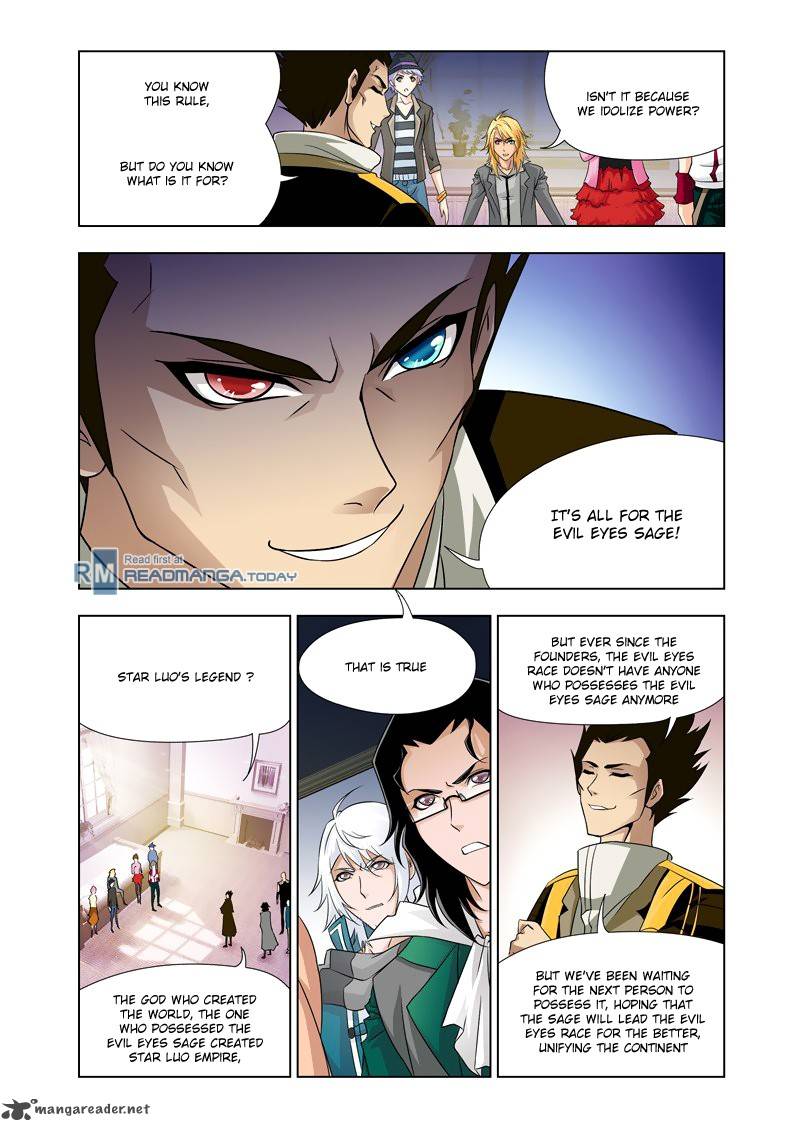 YOU KNOW
THIS RULE,
BUT DO YOU KNOW
WHAT IS IT FOR?
ISN'T IT BECAUSE
WE IDOLIZE POWER?
IT'S ALL FOR THE
EVIL EYES SAGE!
RM Read first at
READMANGA.TODAY
STAR LUO'S LEGEND ?
THE GOD WHO CREATED
THE WORLD, THE ONE
WHO POSSESSED THE
EVIL EYES SAGE CREATED
STAR LUO EMPIRE,
THAT IS TRUE
BUT EVER SINCE THE
FOUNDERS, THE EVIL EYES
RACE DOESN'T HAVE ANYONE
WHO POSSESSES THE EVIL
EYES SAGE ANYMORE
BUT WE'VE BEEN WAITING
FOR THE NEXT PERSON TO
POSSESS IT, HOPING THAT
THE SAGE WILL LEAD THE EVIL
EYES RACE FOR THE BETTER,
UNIFYING THE CONTINENT
mangareader.net